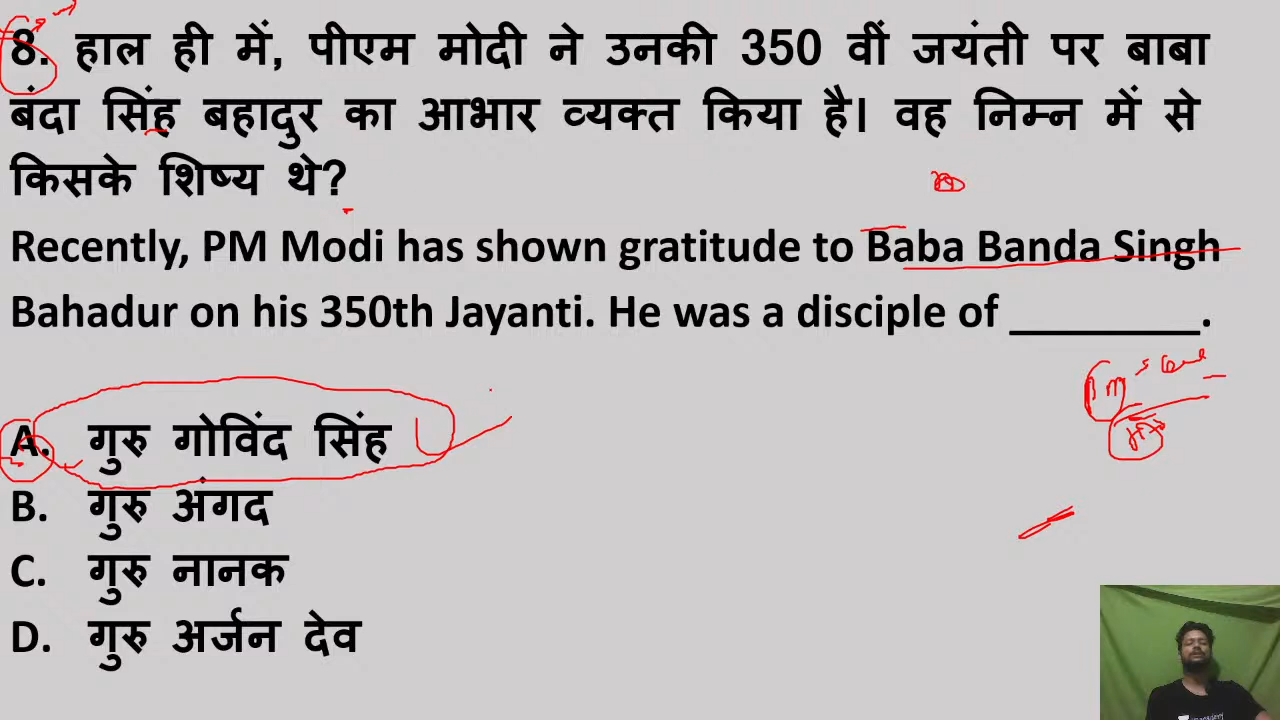 8. हाल ही में, पीएम मोदी ने उनकी 350 वीं जयंती पर बाबा
बंदा सिंह बहादुर का आभार व्यक्त किया है। वह निम्न में से
किसके शिष्य थे?
Recently, PM Modi has shown gratitude to Baba Banda Singh
Bahadur on his 350th Jayanti. He was a disciple of ________.
A. गुरु गोविंद सिंह
B. गुरु अंगद
C. गुरु नानक
D. गुरु अर्जन देव